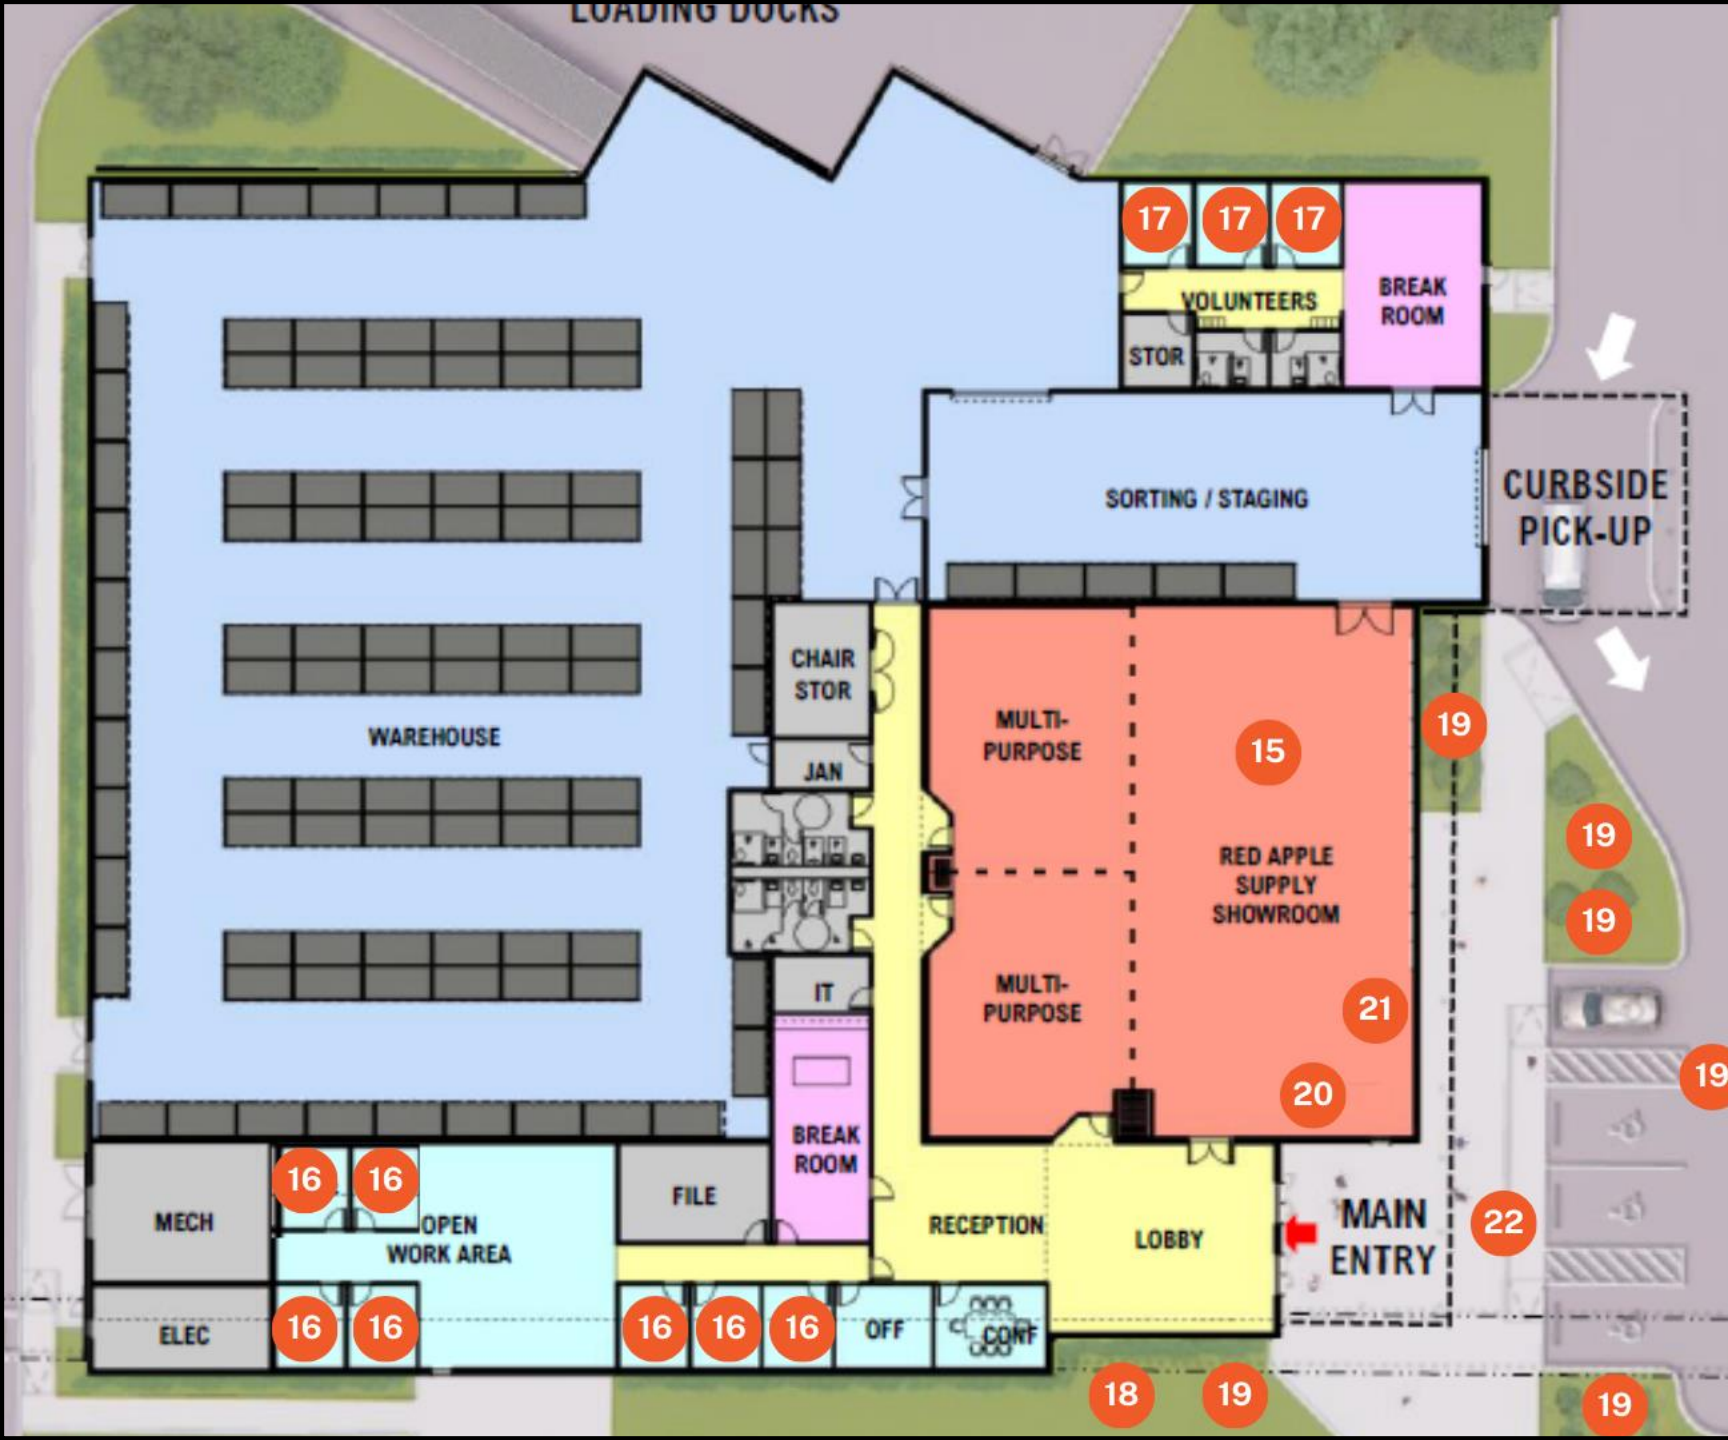 LOADING DOCKS
17 17 17
BREAK
ROOM
VOLUNTEERS
STOR
CURBSIDE
PICK-UP
SORTING / STAGING
CHAIR
STOR
MULTI-
PURPOSE
15
19
WAREHOUSE
JAN
19
RED APPLE
SUPPLY
SHOWROOM
19
IT
MULTI-
PURPOSE
21
19
20
BREAK
ROOM
16 16
MECH
OPEN
WORK AREA
FILE
RECEPTION
LOBBY
MAIN
ENTRY
22
ELEC
16 16
16 16 16
OFF
CONF
18
19
19